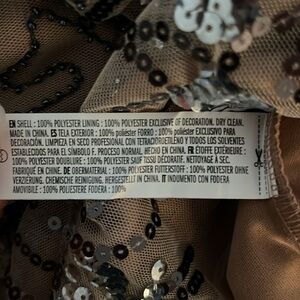 EN SHELL : 100% POLYESTER LINING : 100% POLYESTER EXCLUSIVE OF DECORATION. DRY CLEAN.
MADE IN CHINA. ES TELA EXTERIOR : 100% poliéster FORRO : 100% poliéster EXCLUSIVO PARA
DECORACIÓN. LIMPIEZA EN SECO PROFESIONAL CON TETRACLOROETILENO Y TODOS LOS SOLVENTES
ESTABLECIDOS PARA EL SÍMBOLO F. PROCESO NORMAL. HECHO EN CHINA. FR ÉTOFFE EXTÉRIEURE :
100% POLYESTER DOUBLURE : 100% POLYESTER SAUF TISSU DÉCORATIF. NETTOYAGE À SEC.
FABRIQUÉ EN CHINE. DE OBERMATERIAL : 100% POLYESTER FUTTERSTOFF : 100% POLYESTER OHNE
VERZIERUNG. CHEMISCHE REINIGUNG. HERGESTELLT IN CHINA. IT INDUMENTO CON FODERA
AMOVIBILE : 100% POLIESTERE FODERA : 100%